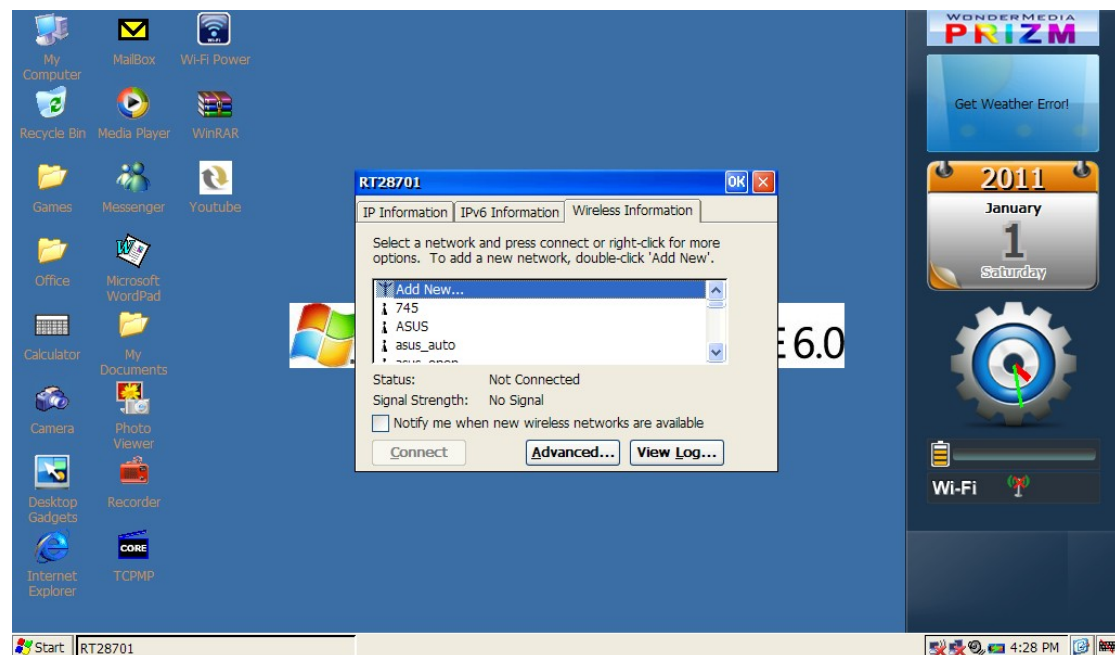 My
Computer
MailBox
Wi-Fi Power
Recycle Bin
Media Player
WinRAR
Games
Messenger
Youtube
Office
Microsoft
WordPad
Calculator
My
Documents
Camera
Photo
Viewer
Desktop
Gadgets
Recorder
Internet
Explorer
CORE
TCPMP
RT28701
OK
IP Information
IPv6 Information
Wireless Information
Select a network and press connect or right-click for more
options. To add a new network, double-click 'Add New'.
Add New...
745
ASUS
asus_auto
Status: Not Connected
Signal Strength: No Signal
Notify me when new wireless networks are available
Connect
Advanced...
View Log...
E 6.0
WONDERMEDIA
PRIZM
Get Weather Error!
2011
January
1
Saturday
Wi-Fi
Start
RT28701
4:28 PM